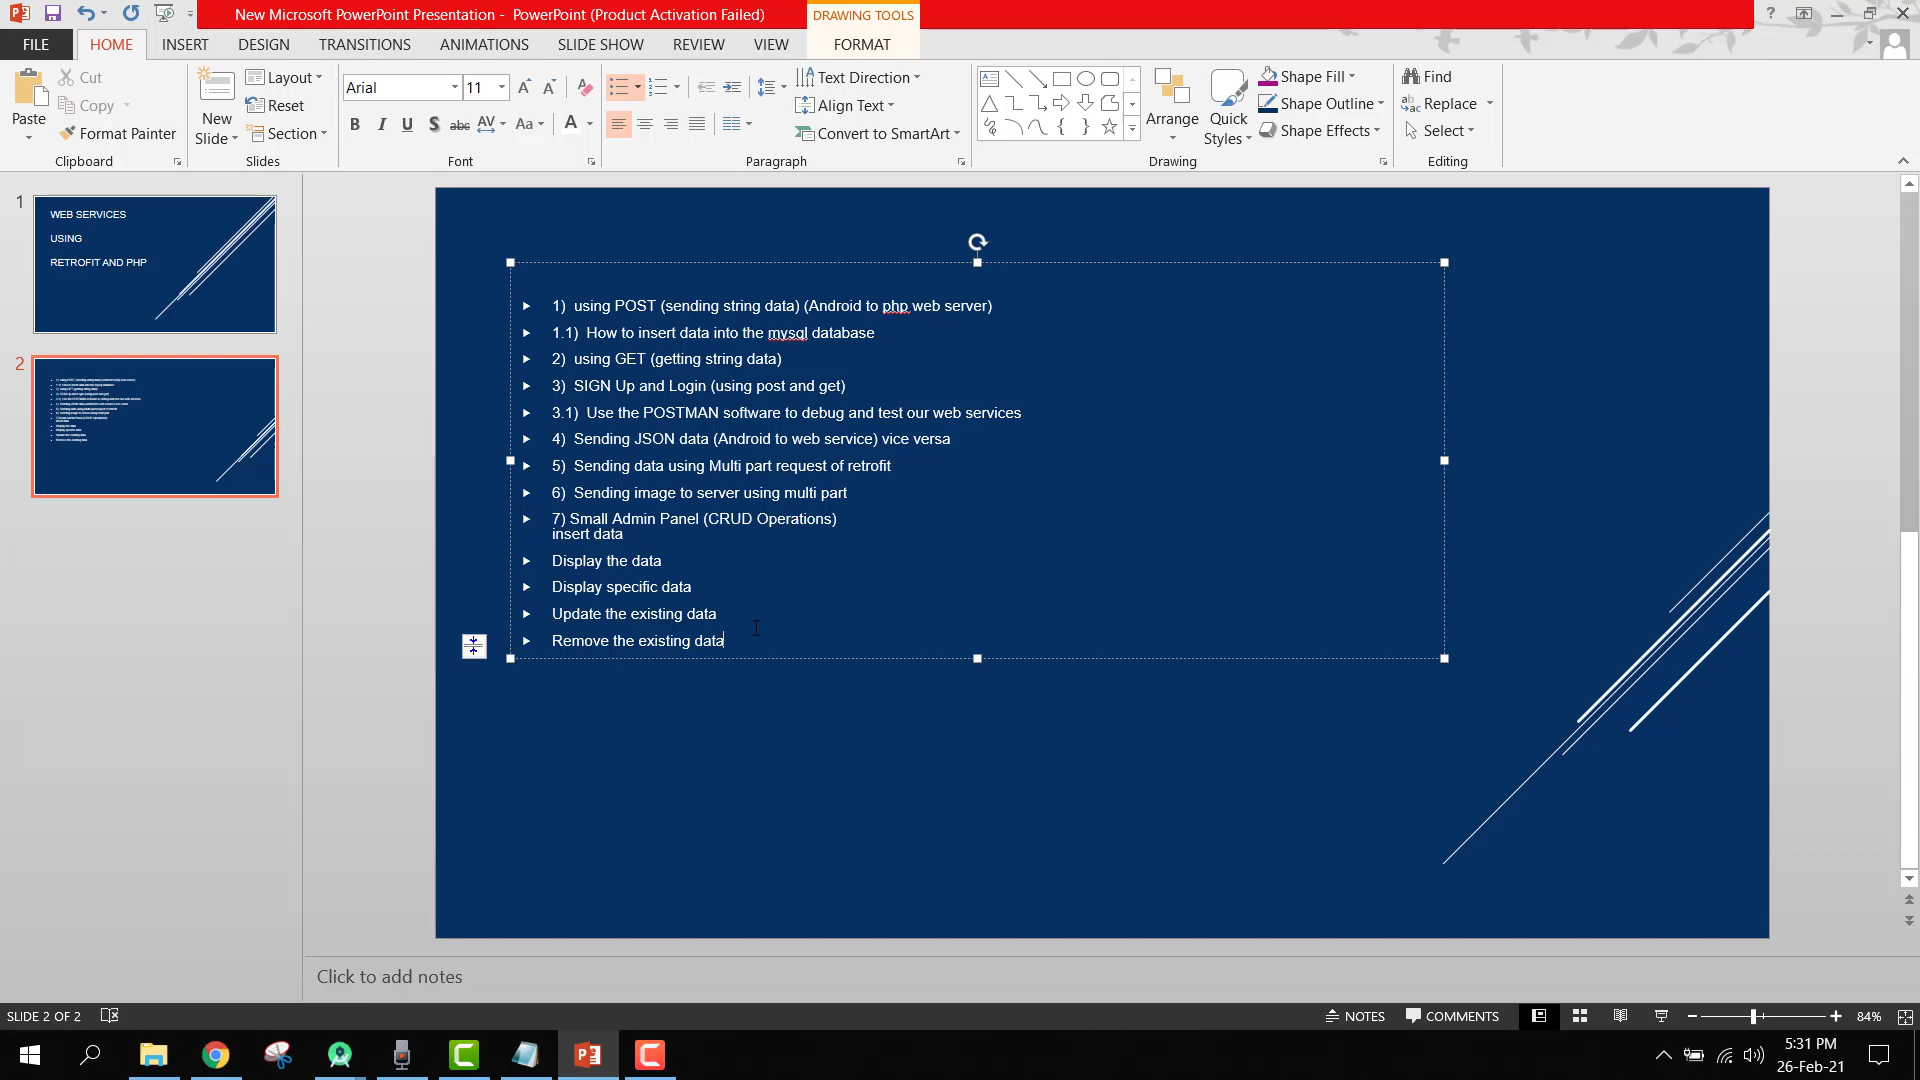 New Microsoft PowerPoint Presentation - PowerPoint (Product Activation Failed)
DRAWING TOOLS
?
FILE
HOME
INSERT
DESIGN
TRANSITIONS
ANIMATIONS
SLIDE SHOW
REVIEW
VIEW
FORMAT
Paste
Cut
Copy
Format Painter
Clipboard
New
Slide
Layout
Reset
Section
Slides
Arial
11
B I U S abc AV Aa A
Font
Text Direction
Align Text
Convert to SmartArt
Paragraph
Arrange
Quick
Styles
Shape Fill
Shape Outline
Shape Effects
Drawing
Find
Replace
Select
Editing
1
WEB SERVICES
USING
RETROFIT AND PHP
2
1) using POST (sending string data) (Android to php web server)
1.1) How to insert data into the mysql database
2) using GET (getting string data)
3) SIGN Up and Login (using post and get)
3.1) Use the POSTMAN software to debug and test our web services
4) Sending JSON data (Android to web service) vice versa
5) Sending data using Multi part request of retrofit
6) Sending image to server using multi part
7) Small Admin Panel (CRUD Operations)
insert data
Display the data
Display specific data
Update the existing data
Remove the existing data
Click to add notes
SLIDE 2 OF 2
NOTES
COMMENTS
84%
5:31 PM
26-Feb-21